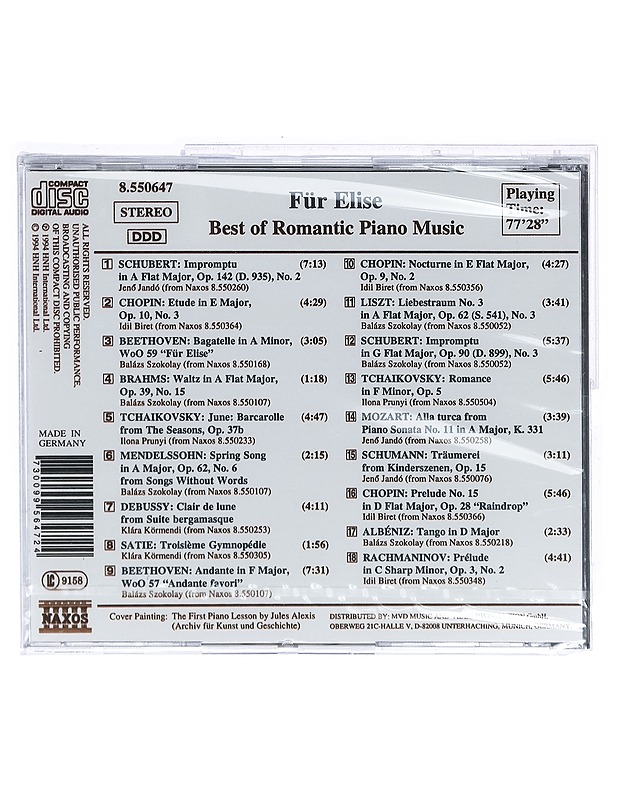 COMPACT
disc
DIGITAL AUDIO
8.550647
STEREO
DDD
Für Elise
Best of Romantic Piano Music
Playing
Time:
77'28"
ALL RIGHTS RESERVED.
UNAUTHORISED PUBLIC PERFORMANCE,
BROADCASTING AND COPYING
OF THIS COMPACT DISC PROHIBITED.
℗ 1994 HNH International Ltd.
© 1994 HNH International Ltd.
MADE IN
GERMANY
730099564724
LC 9158
NAXOS
1 SCHUBERT: Impromptu (7:13)
in A Flat Major, Op. 142 (D. 935), No. 2
Jenő Jandó (from Naxos 8.550260)
2 CHOPIN: Etude in E Major, (4:29)
Op. 10, No. 3
Idil Biret (from Naxos 8.550364)
3 BEETHOVEN: Bagatelle in A Minor, (3:05)
WoO 59 "Für Elise"
Balázs Szokolay (from Naxos 8.550168)
4 BRAHMS: Waltz in A Flat Major, (1:18)
Op. 39, No. 15
Balázs Szokolay (from Naxos 8.550107)
5 TCHAIKOVSKY: June: Barcarolle (4:47)
from The Seasons, Op. 37b
Ilona Prunyi (from Naxos 8.550233)
6 MENDELSSOHN: Spring Song (2:15)
in A Major, Op. 62, No. 6
from Songs Without Words
Balázs Szokolay (from Naxos 8.550107)
7 DEBUSSY: Clair de lune (4:11)
from Suite bergamasque
Klára Körmendi (from Naxos 8.550253)
8 SATIE: Troisième Gymnopédie (1:56)
Klára Körmendi (from Naxos 8.550305)
9 BEETHOVEN: Andante in F Major, (7:31)
WoO 57 "Andante favori"
Balázs Szokolay (from Naxos 8.550107)
10 CHOPIN: Nocturne in E Flat Major, (4:27)
Op. 9, No. 2
Idil Biret (from Naxos 8.550356)
11 LISZT: Liebestraum No. 3 (3:41)
in A Flat Major, Op. 62 (S. 541), No. 3
Balázs Szokolay (from Naxos 8.550052)
12 SCHUBERT: Impromptu (5:37)
in G Flat Major, Op. 90 (D. 899), No. 3
Balázs Szokolay (from Naxos 8.550052)
13 TCHAIKOVSKY: Romance (5:46)
in F Minor, Op. 5
Ilona Prunyi (from Naxos 8.550504)
14 MOZART: Alla turca from (3:39)
Piano Sonata No. 11 in A Major, K. 331
Jenő Jandó (from Naxos 8.550258)
15 SCHUMANN: Träumerei (3:11)
from Kinderszenen, Op. 15
Jenő Jandó (from Naxos 8.550076)
16 CHOPIN: Prelude No. 15 (5:46)
in D Flat Major, Op. 28 "Raindrop"
Idil Biret (from Naxos 8.550366)
17 ALBÉNIZ: Tango in D Major (2:33)
Balázs Szokolay (from Naxos 8.550218)
18 RACHMANINOV: Prélude (4:41)
in C Sharp Minor, Op. 3, No. 2
Idil Biret (from Naxos 8.550348)
Cover Painting: The First Piano Lesson by Jules Alexis
(Archiv für Kunst und Geschichte)
DISTRIBUTED BY: MVD MUSIC AND GmbH,
OBERWEG 21C-HALLE V, D-82008 UNTERHACHING, MUNICH, GERMANY.